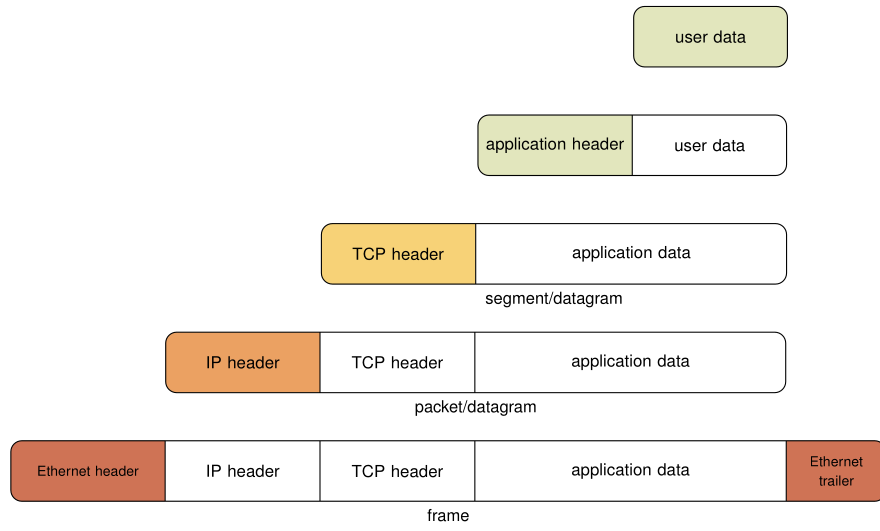 user data
application header
user data
TCP header
application data
segment/datagram
IP header
TCP header
application data
packet/datagram
Ethernet header
IP header
TCP header
application data
Ethernet
trailer
frame